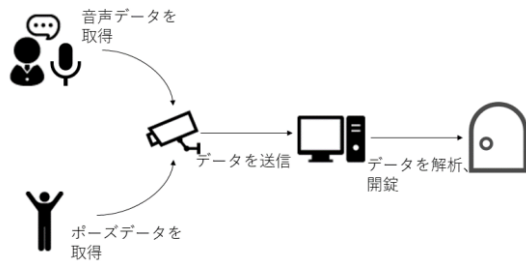 音声データを
取得
データを送信
データを解析、
開錠
ポーズデータを
取得